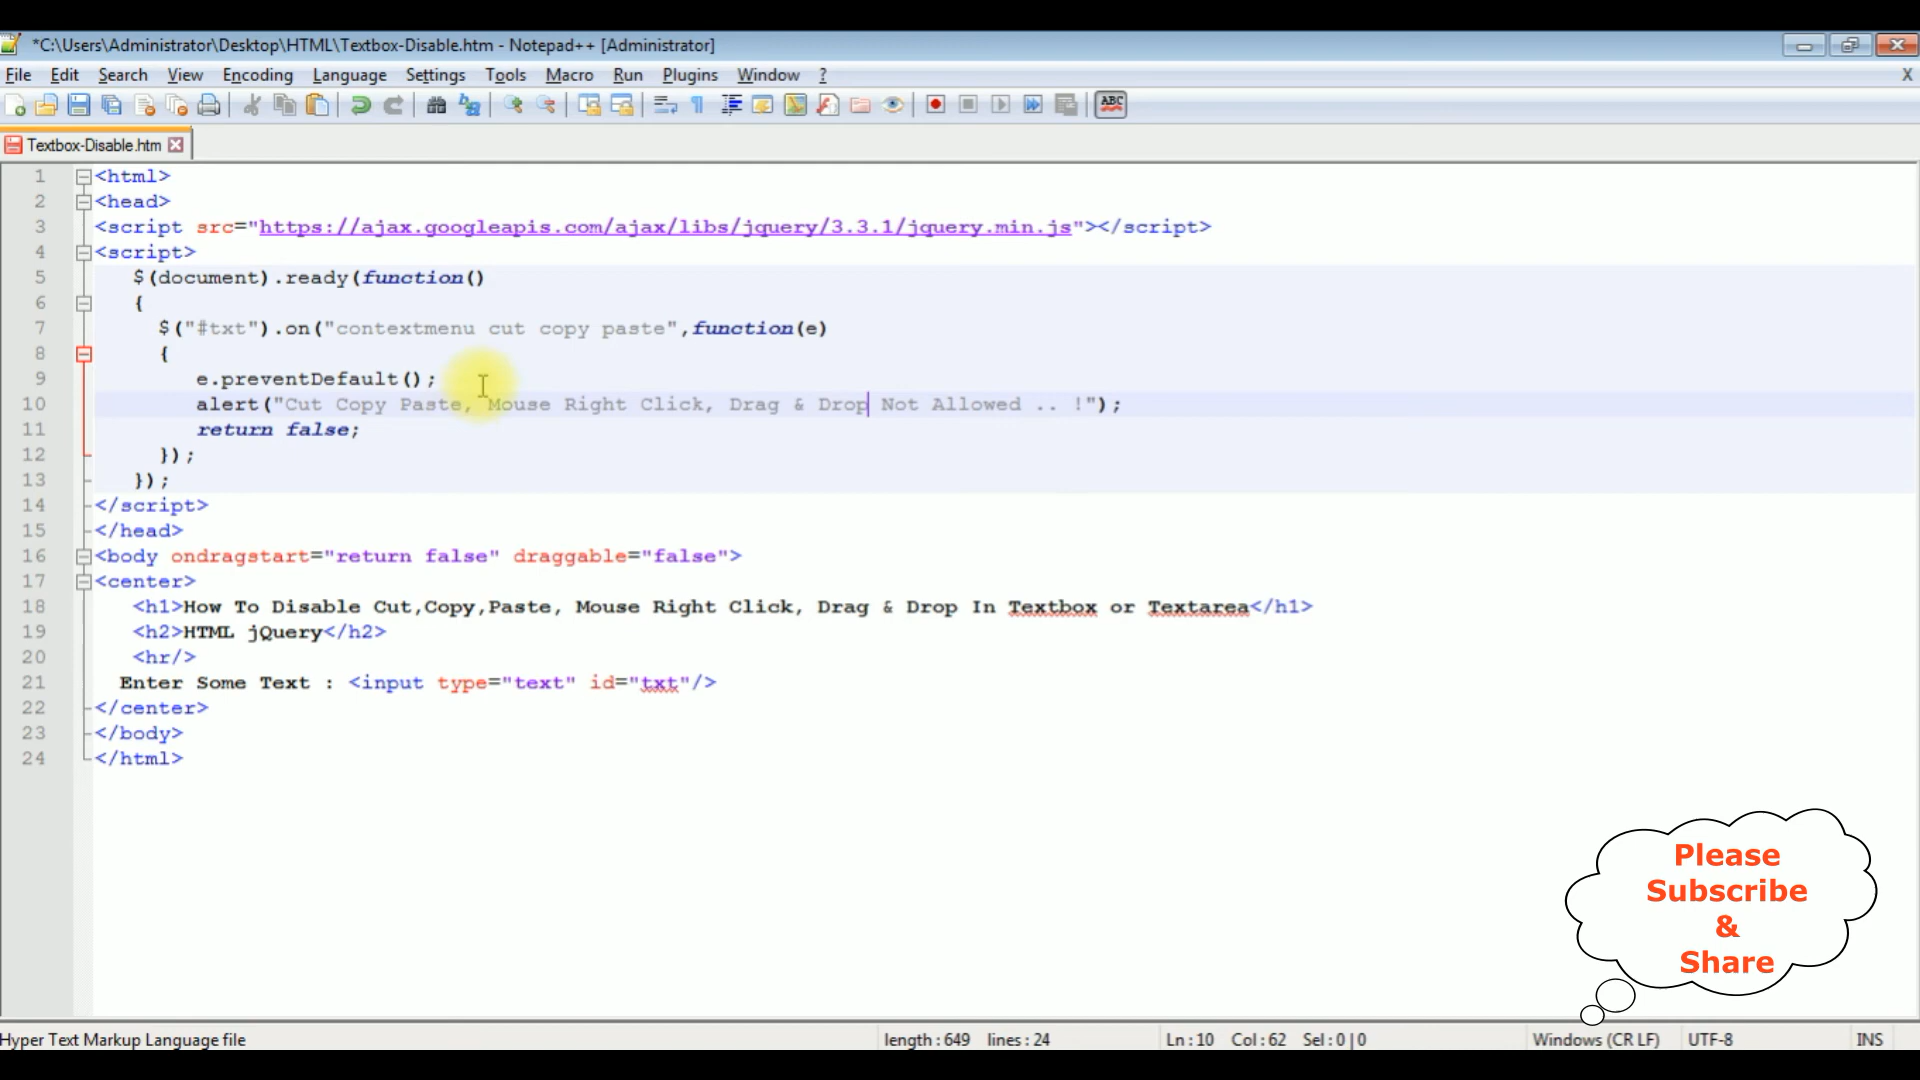 *C:\Users\Administrator\Desktop\HTML\Textbox-Disable.htm - Notepad++ [Administrator]
File Edit Search View Encoding Language Settings Tools Macro Run Plugins Window ? X
ABC
Textbox-Disable.htm
1 <html>
2 <head>
3 <script src="https://ajax.googleapis.com/ajax/libs/jquery/3.3.1/jquery.min.js"></script>
4 <script>
5 $(document).ready(function()
6 {
7 $("#txt").on("contextmenu cut copy paste",function(e)
8 {
9 e.preventDefault();
10 alert("Cut Copy Paste, Mouse Right Click, Drag & Drop Not Allowed .. !");
11 return false;
12 });
13 });
14 </script>
15 </head>
16 <body ondragstart="return false" draggable="false">
17 <center>
18 <h1>How To Disable Cut,Copy,Paste, Mouse Right Click, Drag & Drop In Textbox or Textarea</h1>
19 <h2>HTML jQuery</h2>
20 <hr/>
21 Enter Some Text : <input type="text" id="txt"/>
22 </center>
23 </body>
24 </html>
Please
Subscribe
&
Share
Hyper Text Markup Language file length : 649 lines : 24 Ln : 10 Col : 62 Sel : 0 | 0 Windows (CR LF) UTF-8 INS